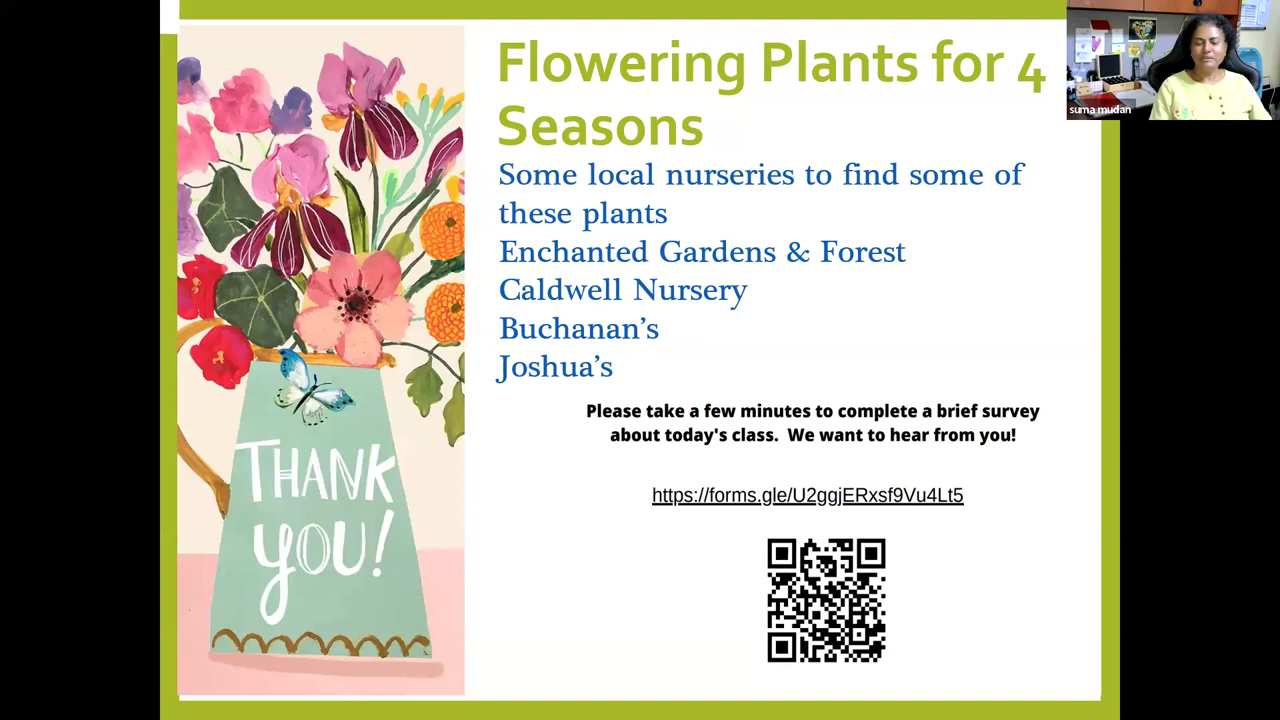 Flowering Plants for 4
Seasons
Some local nurseries to find some of
these plants
Enchanted Gardens & Forest
Caldwell Nursery
Buchanan’s
Joshua’s
Please take a few minutes to complete a brief survey
about today's class.  We want to hear from you!
https://forms.gle/U2ggjERxsf9Vu4Lt5
THANK
YOU!
suma mudan